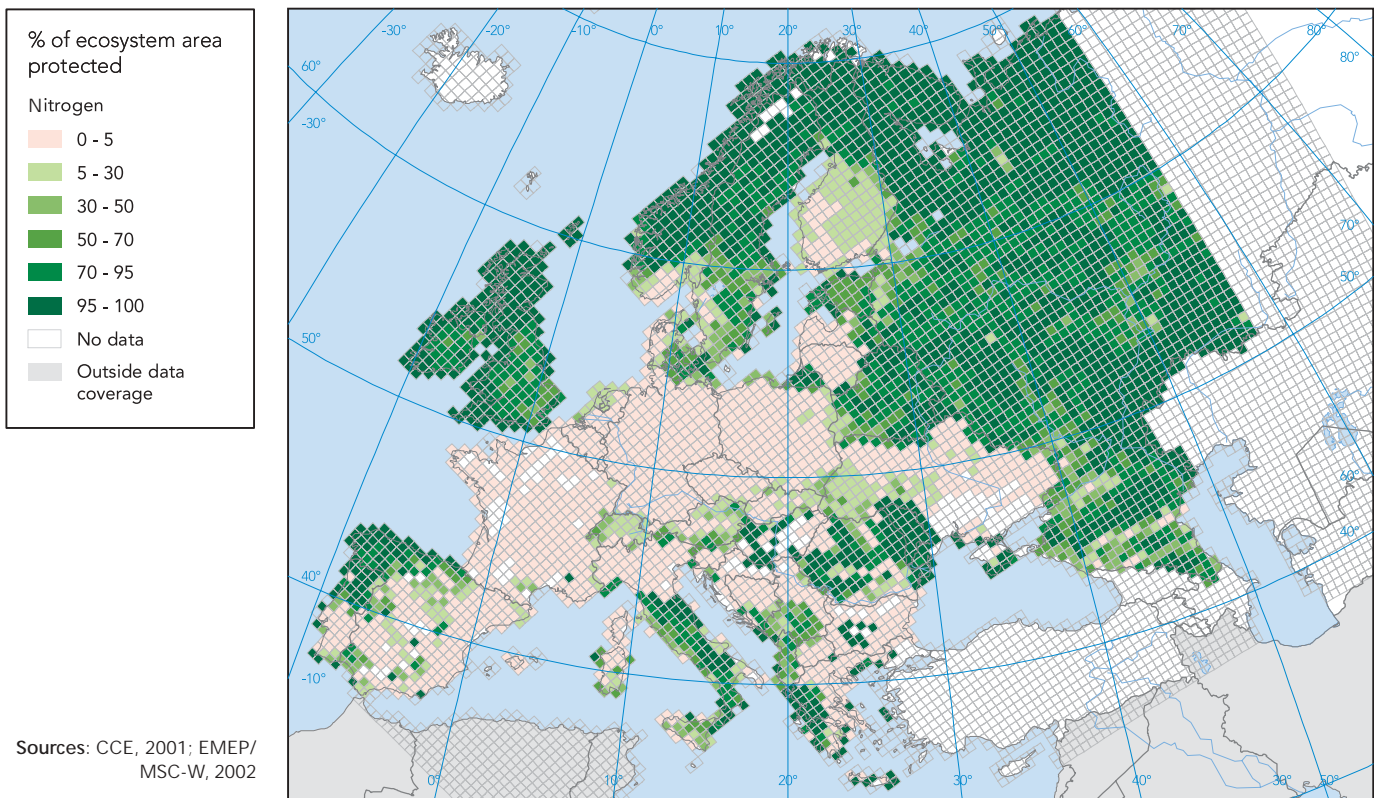 % of ecosystem area
protected
Nitrogen
0 - 5
5 - 30
30 - 50
50 - 70
70 - 95
95 - 100
No data
Outside data
coverage
Sources: CCE, 2001; EMEP/
MSC-W, 2002
-30°
-20°
-10°
0°
10°
20°
30°
40°
50°
60°
70°
80°
60°
-30°
50°
40°
-10°
80°
70°
50°
60°
40°
0°
10°
20°
30°
40°
50°